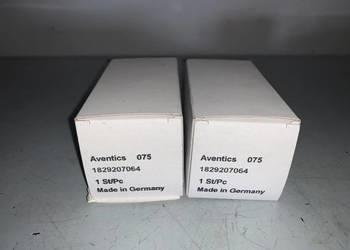 Aventics 075
1829207064
1 St/Pc
Made in Germany
Aventics 075
1829207064
1 St/Pc
Made in Germany